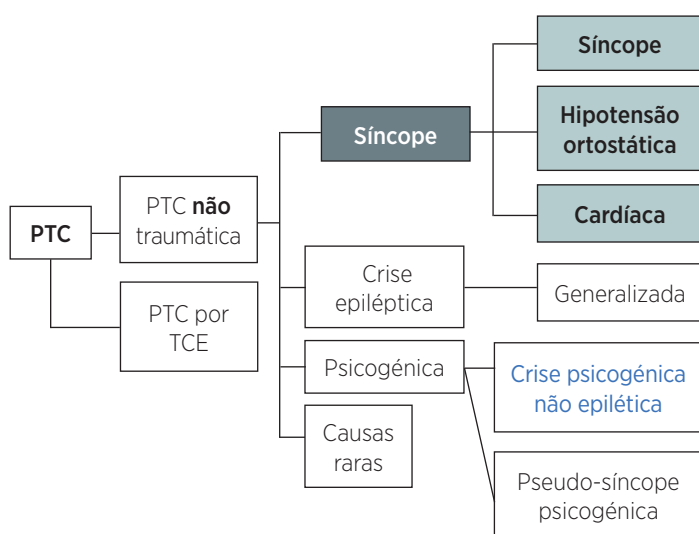 PTC
PTC não
traumática
PTC por
TCE
Síncope
Síncope
Hipotensão
ortostática
Cardíaca
Crise
epiléptica
Generalizada
Psicogénica
Crise psicogénica
não epilética
Pseudo-síncope
psicogénica
Causas
raras